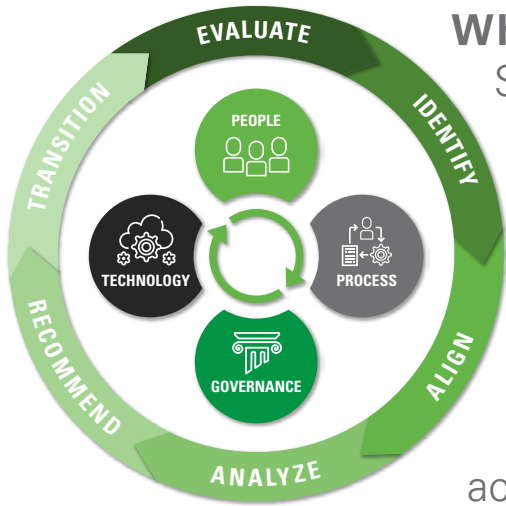 EVALUATE
IDENTIFY
ALIGN
ANALYZE
RECOMMEND
TRANSITION
PEOPLE
PROCESS
GOVERNANCE
TECHNOLOGY